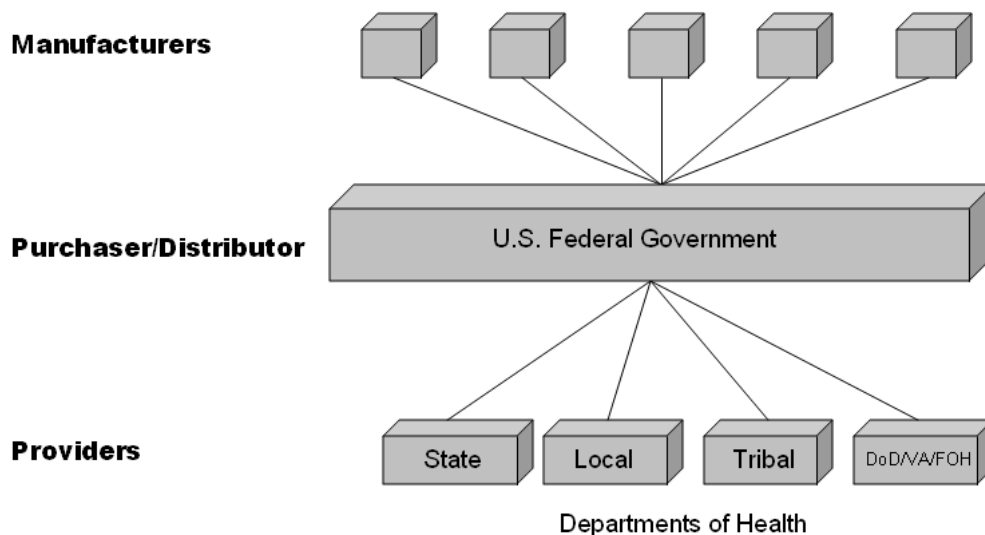 Manufacturers
Purchaser/Distributor
U.S. Federal Government
Providers
State
Local
Tribal
DoD/VA/FOH
Departments of Health